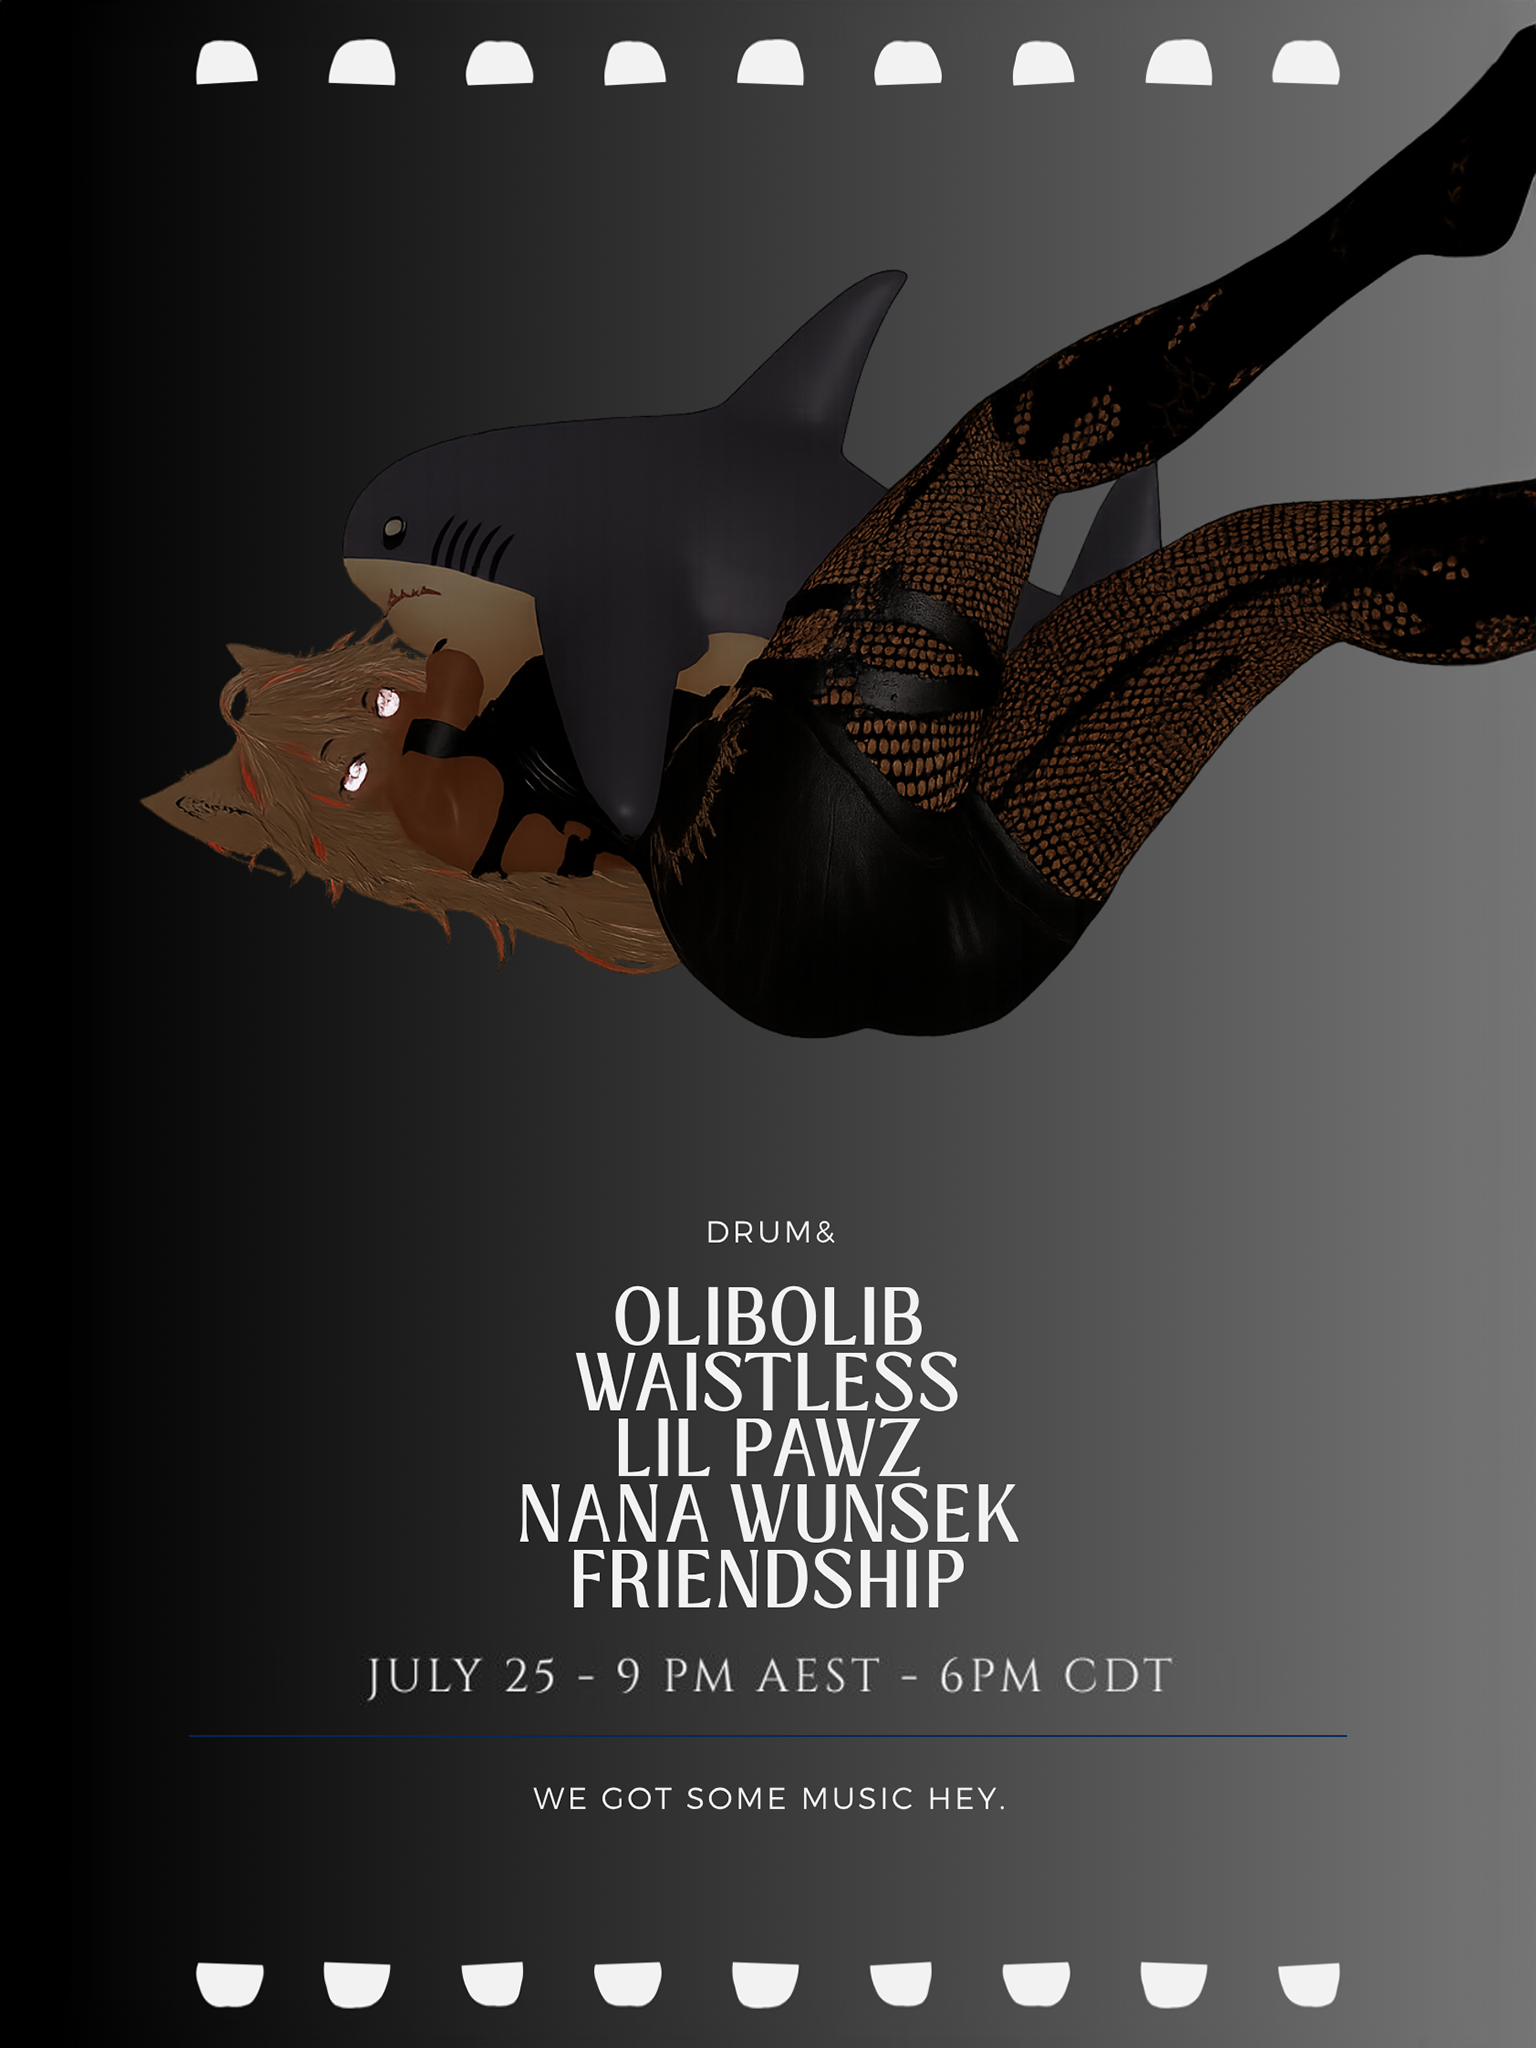 DRUM&
OLIBOLIB
WAISTLESS
LIL PAWZ
NANA WUNSEK
FRIENDSHIP
JULY 25 - 9 PM AEST - 6PM CDT
WE GOT SOME MUSIC HEY.